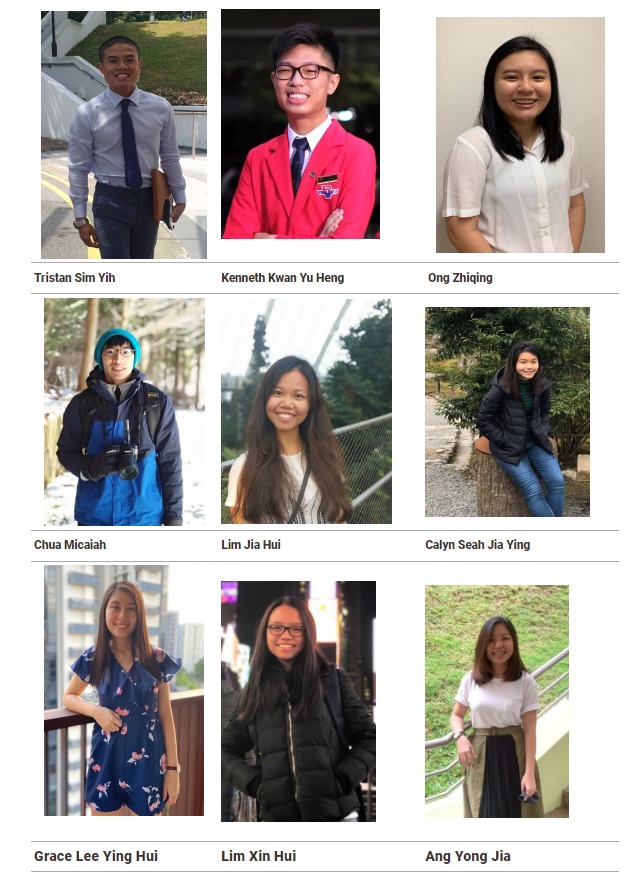 Tristan Sim Yih
Kenneth Kwan Yu Heng
Ong Zhiqing
Chua Micaiah
Lim Jia Hui
Calyn Seah Jia Ying
Grace Lee Ying Hui
Lim Xin Hui
Ang Yong Jia